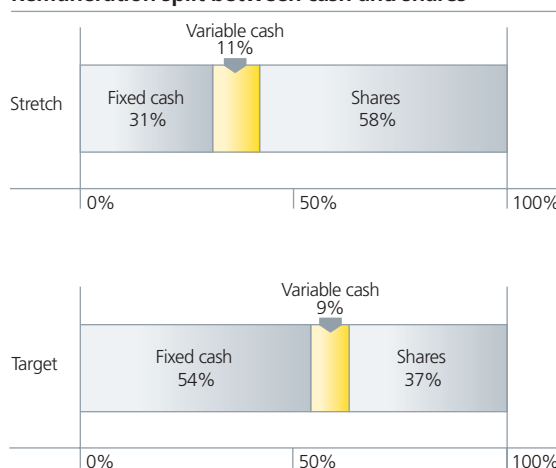 Remuneration split between cash and shares
Variable cash
11%
Stretch
Fixed cash
31%
Shares
58%
0%
50%
100%
Variable cash
9%
Target
Fixed cash
54%
Shares
37%
0%
50%
100%